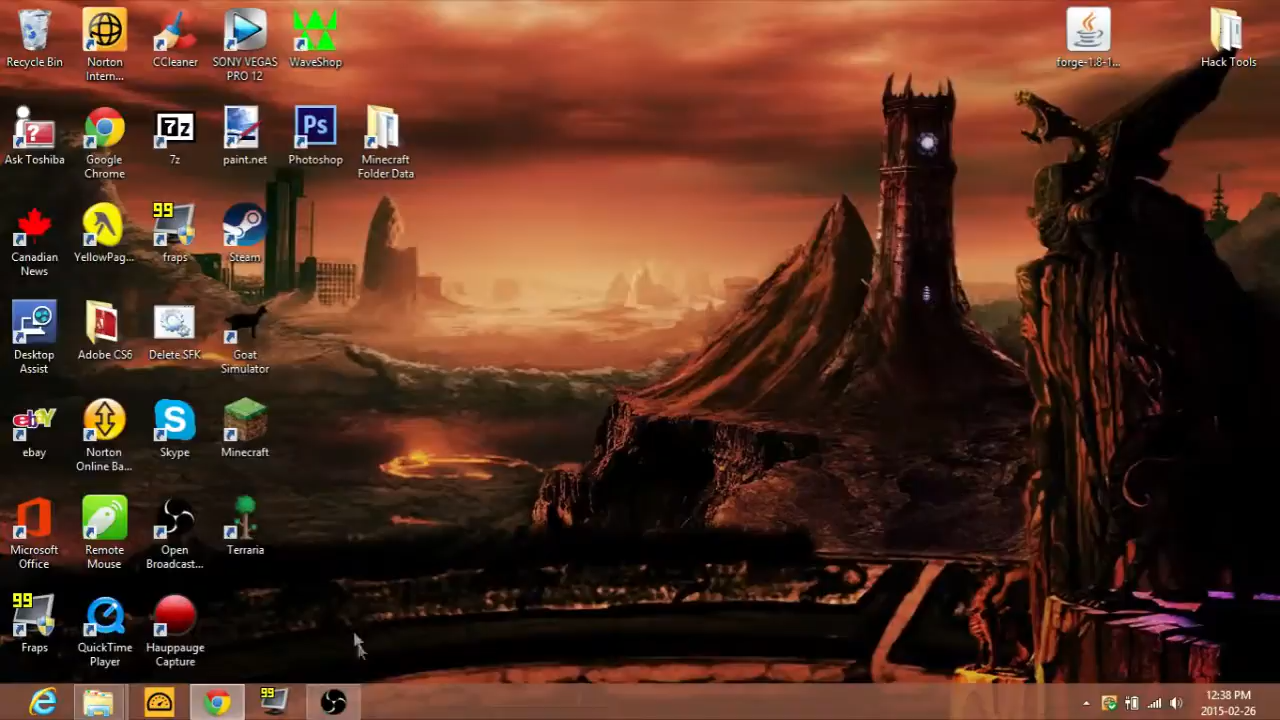 Recycle Bin
Norton
Intern...
CCleaner
SONY VEGAS
PRO 12
WaveShop
forge-1.8-1...
Hack Tools
Ask Toshiba
Google
Chrome
7z
7z
paint.net
Ps
Photoshop
Minecraft
Folder Data
Canadian
News
YellowPag...
99
fraps
Steam
Desktop
Assist
Adobe CS6
Delete SFK
Goat
Simulator
ebay
ebay
Norton
Online Ba...
S
Skype
Minecraft
Microsoft
Office
Remote
Mouse
Open
Broadcast...
Terraria
99
Fraps
QuickTime
Player
Hauppauge
Capture
99
12:38 PM
2015-02-26